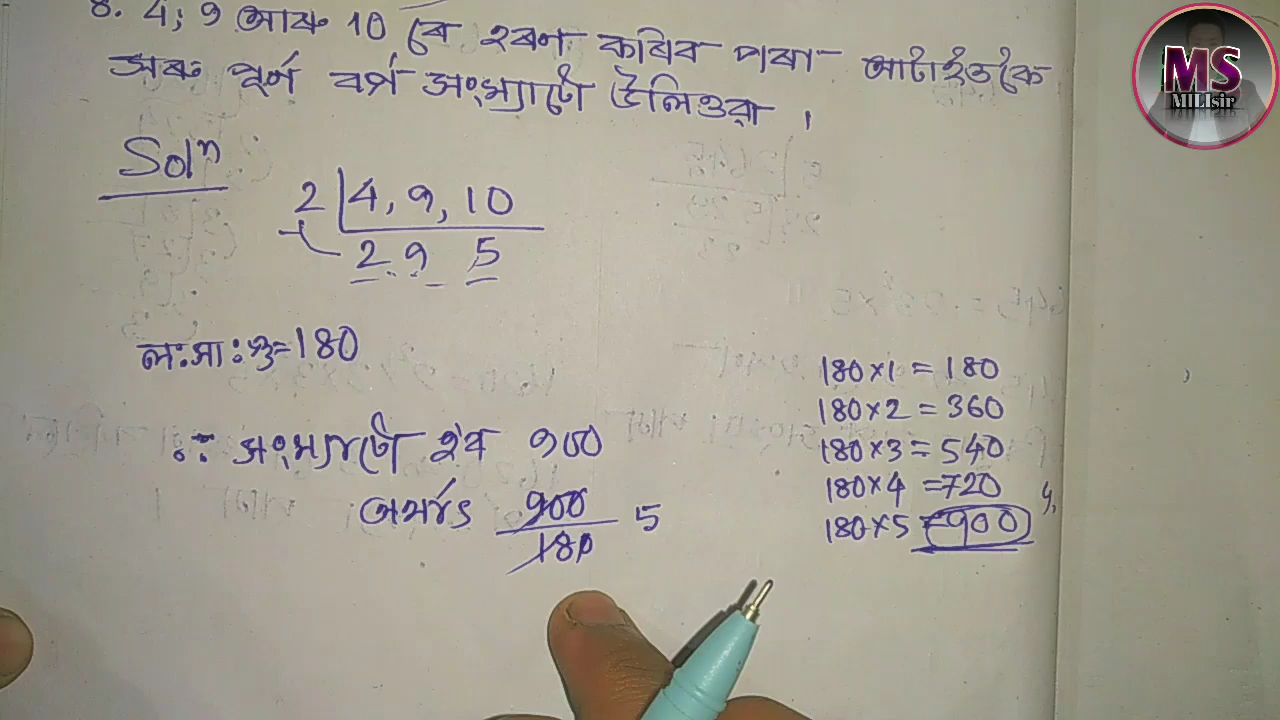 8. 4, 9 আৰু 10 ৰে হৰণ কৰিব পৰা আটাইতকৈ
সৰু পূৰ্ণ বৰ্গ সংখ্যাটো উলিওৱা ।
Solⁿ :
2 | 4, 9, 10
2 9 5
ল:সা:গু=180
∵ সংখ্যাটো হ'ব 900
অৰ্থাৎ 900/180 5
180×1 = 180
180×2 = 360
180×3 = 540
180×4 = 720
180×5 = 900
MS
MILIsir